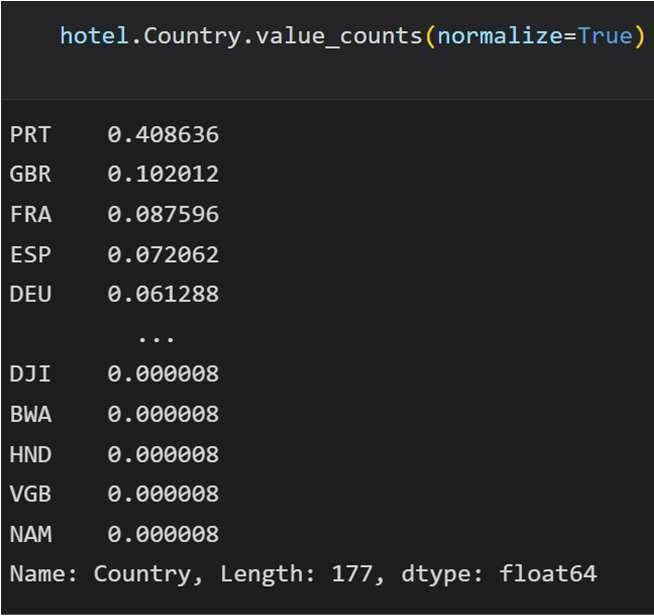 hotel.Country.value_counts(normalize=True)
PRT    0.408636
GBR    0.102012
FRA    0.087596
ESP    0.072062
DEU    0.061288
...
DJI    0.000008
BWA    0.000008
HND    0.000008
VGB    0.000008
NAM    0.000008
Name: Country, Length: 177, dtype: float64